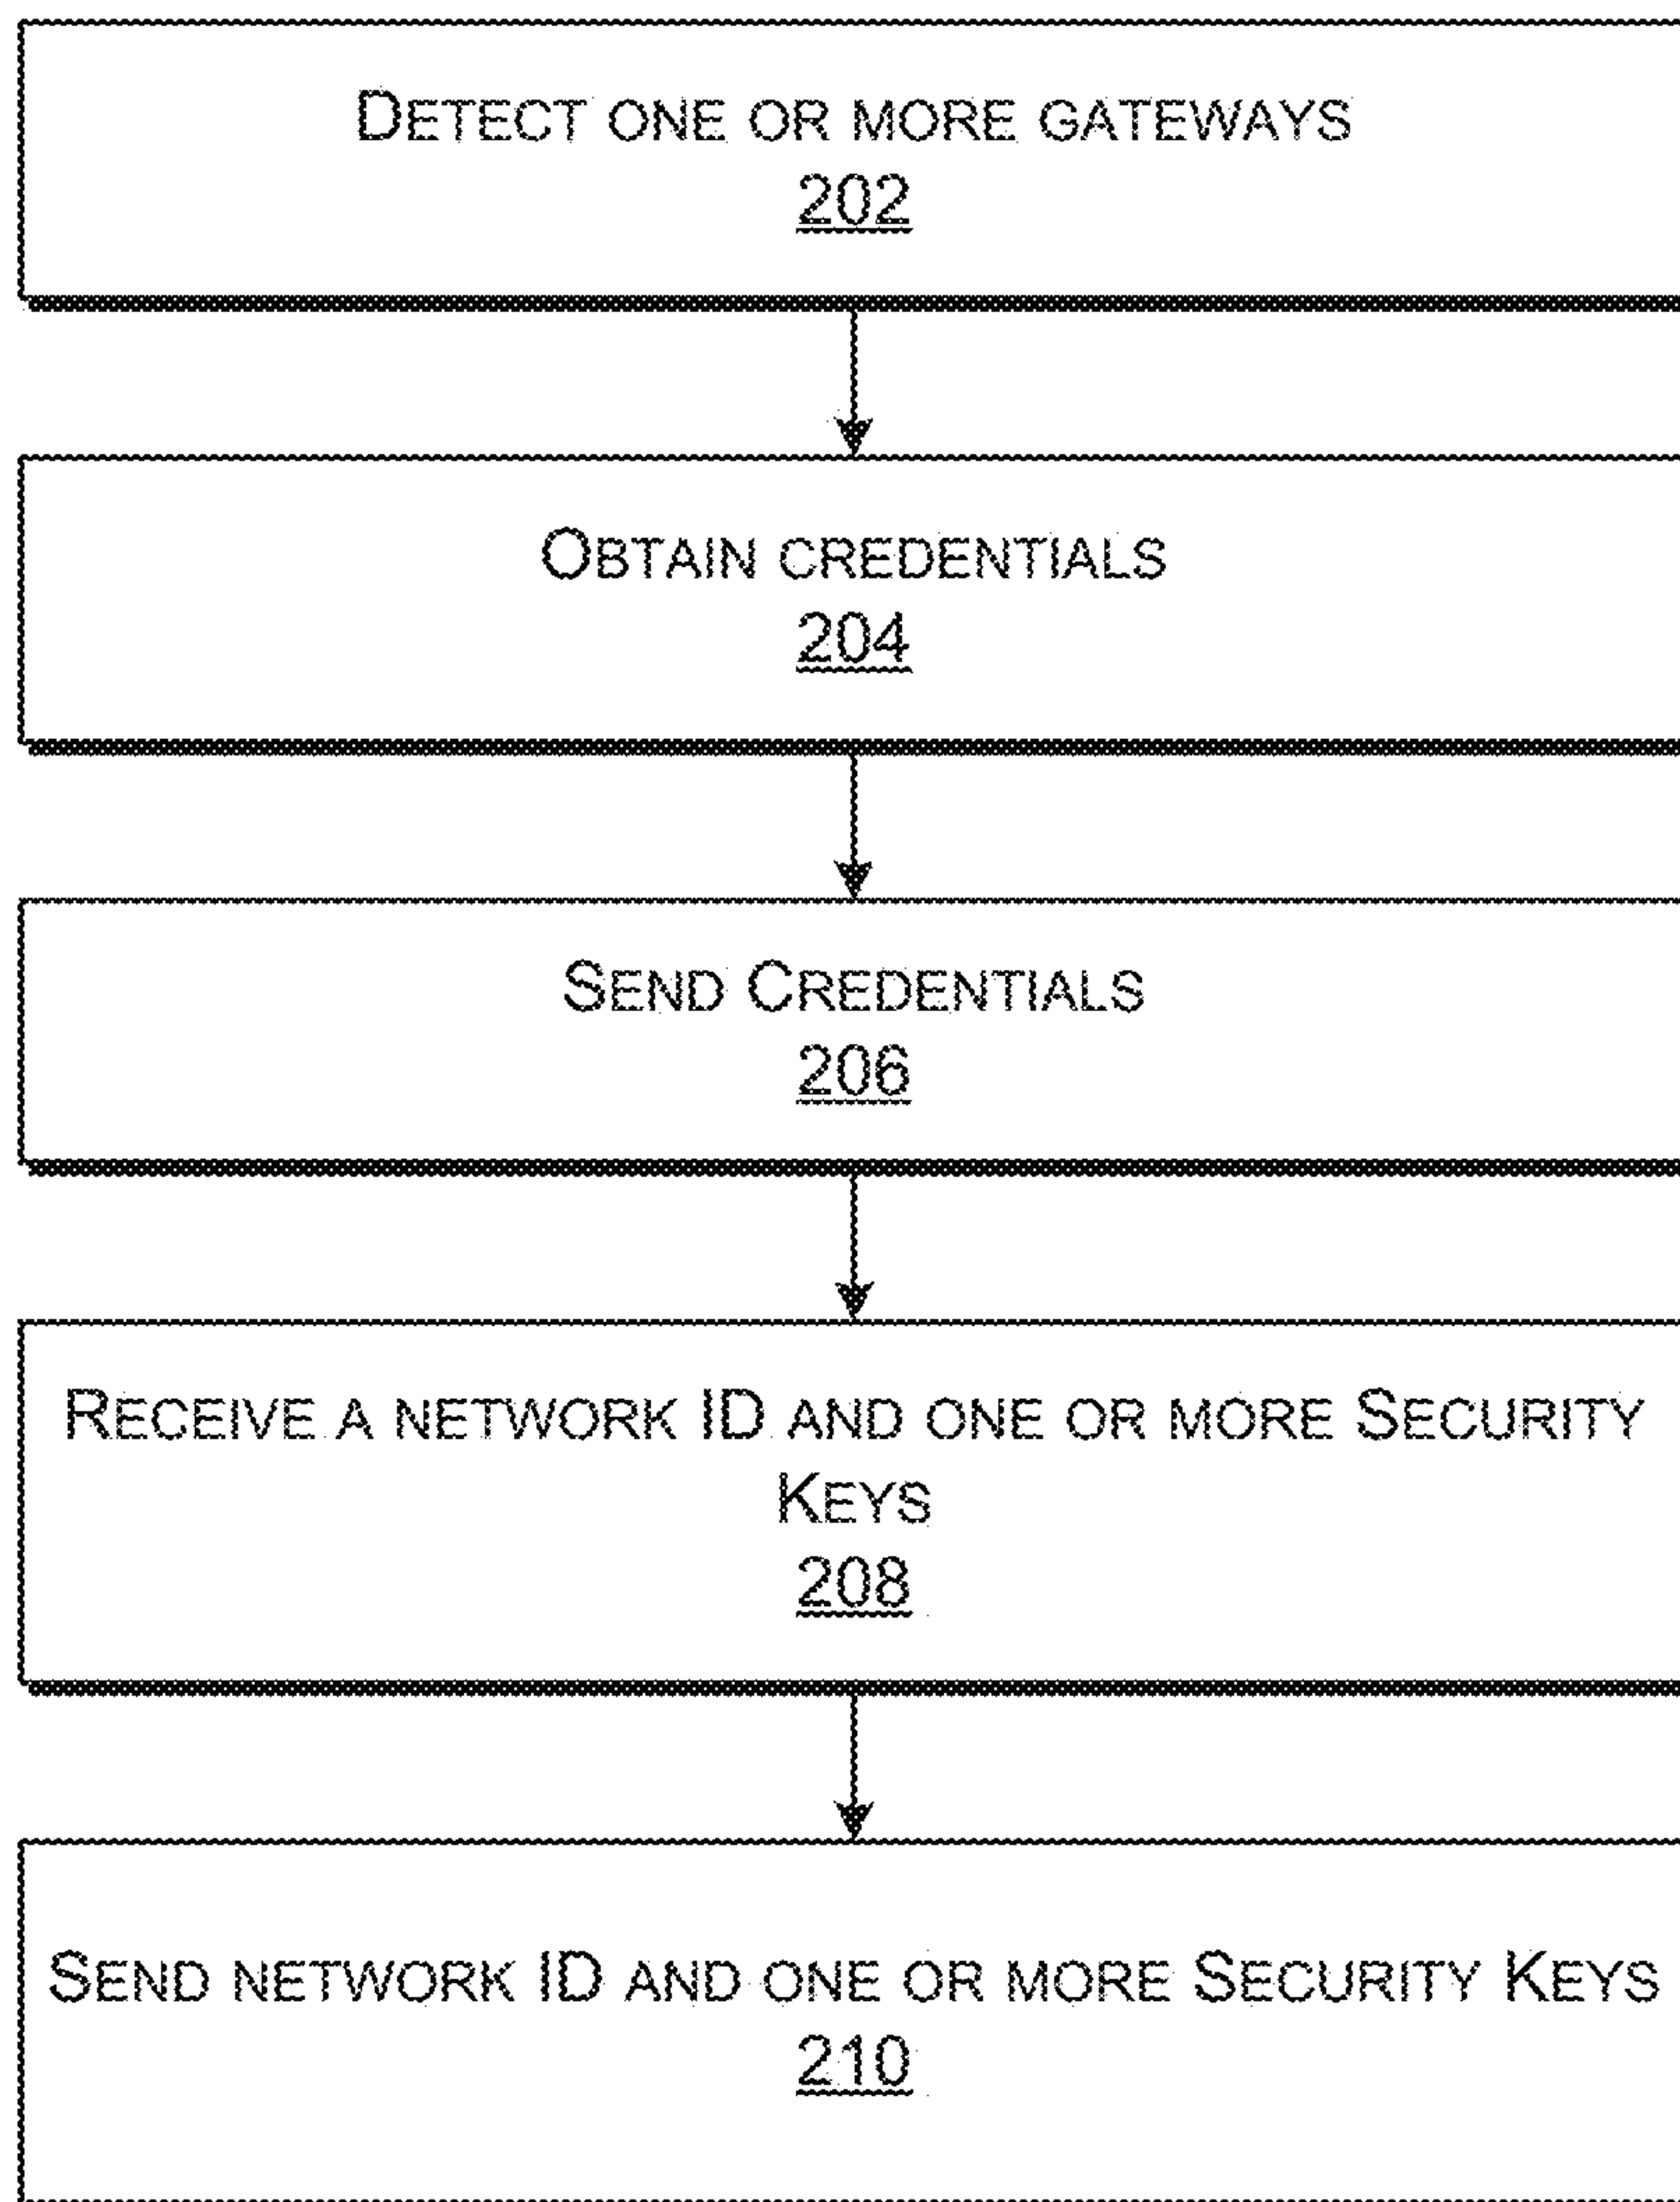 DETECT ONE OR MORE GATEWAYS
202
OBTAIN CREDENTIALS
204
SEND CREDENTIALS
206
RECEIVE A NETWORK ID AND ONE OR MORE SECURITY
KEYS
208
SEND NETWORK ID AND ONE OR MORE SECURITY KEYS
210